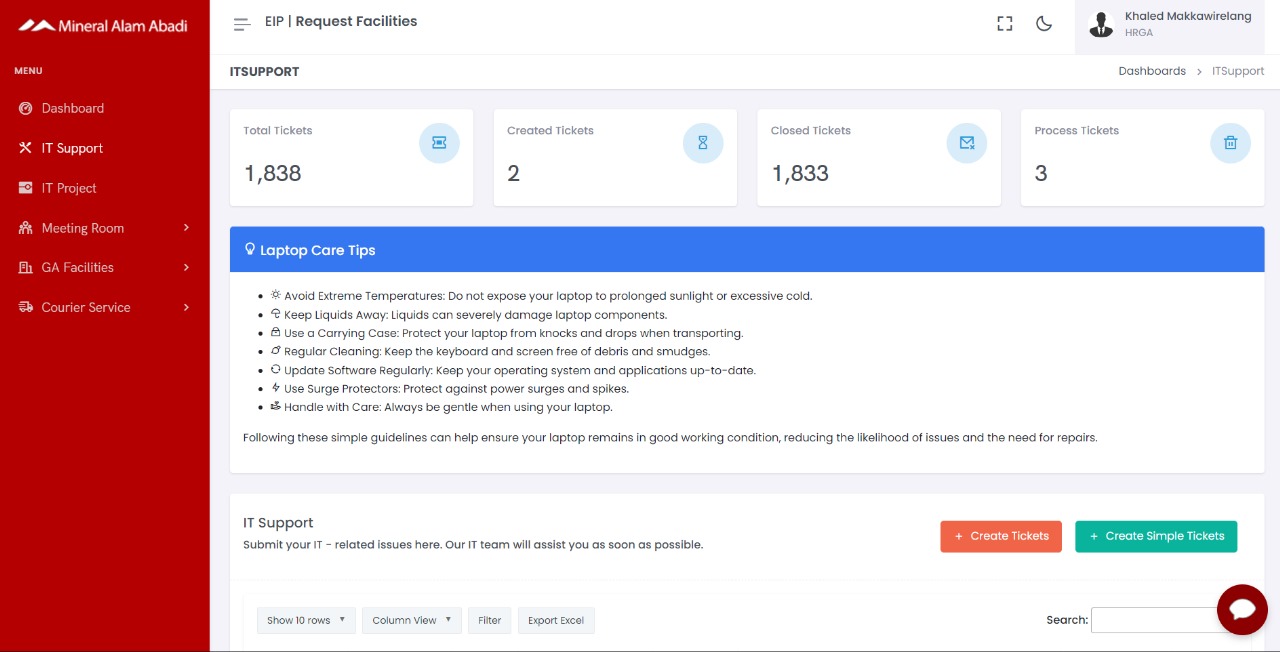 Mineral Alam Abadi
EIP | Request Facilities
Khaled Makkawirelang
HRGA
MENU
Dashboard
IT Support
IT Project
Meeting Room
GA Facilities
Courier Service
ITSUPPORT
Dashboards > ITSupport
Total Tickets
1,838
Created Tickets
2
Closed Tickets
1,833
Process Tickets
3
Laptop Care Tips
• Avoid Extreme Temperatures: Do not expose your laptop to prolonged sunlight or excessive cold.
• Keep Liquids Away: Liquids can severely damage laptop components.
• Use a Carrying Case: Protect your laptop from knocks and drops when transporting.
• Regular Cleaning: Keep the keyboard and screen free of debris and smudges.
• Update Software Regularly: Keep your operating system and applications up-to-date.
• Use Surge Protectors: Protect against power surges and spikes.
• Handle with Care: Always be gentle when using your laptop.
Following these simple guidelines can help ensure your laptop remains in good working condition, reducing the likelihood of issues and the need for repairs.
IT Support
Submit your IT - related issues here. Our IT team will assist you as soon as possible.
+ Create Tickets
+ Create Simple Tickets
Show 10 rows
Column View
Filter
Export Excel
Search: